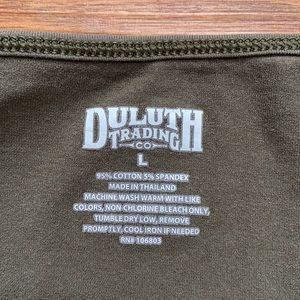 DULUTH
TRADING
CO
L
95% COTTON 5% SPANDEX
MADE IN THAILAND
MACHINE WASH WARM WITH LIKE
COLORS, NON-CHLORINE BLEACH ONLY,
TUMBLE DRY LOW, REMOVE
PROMPTLY, COOL IRON IF NEEDED
RN# 106803